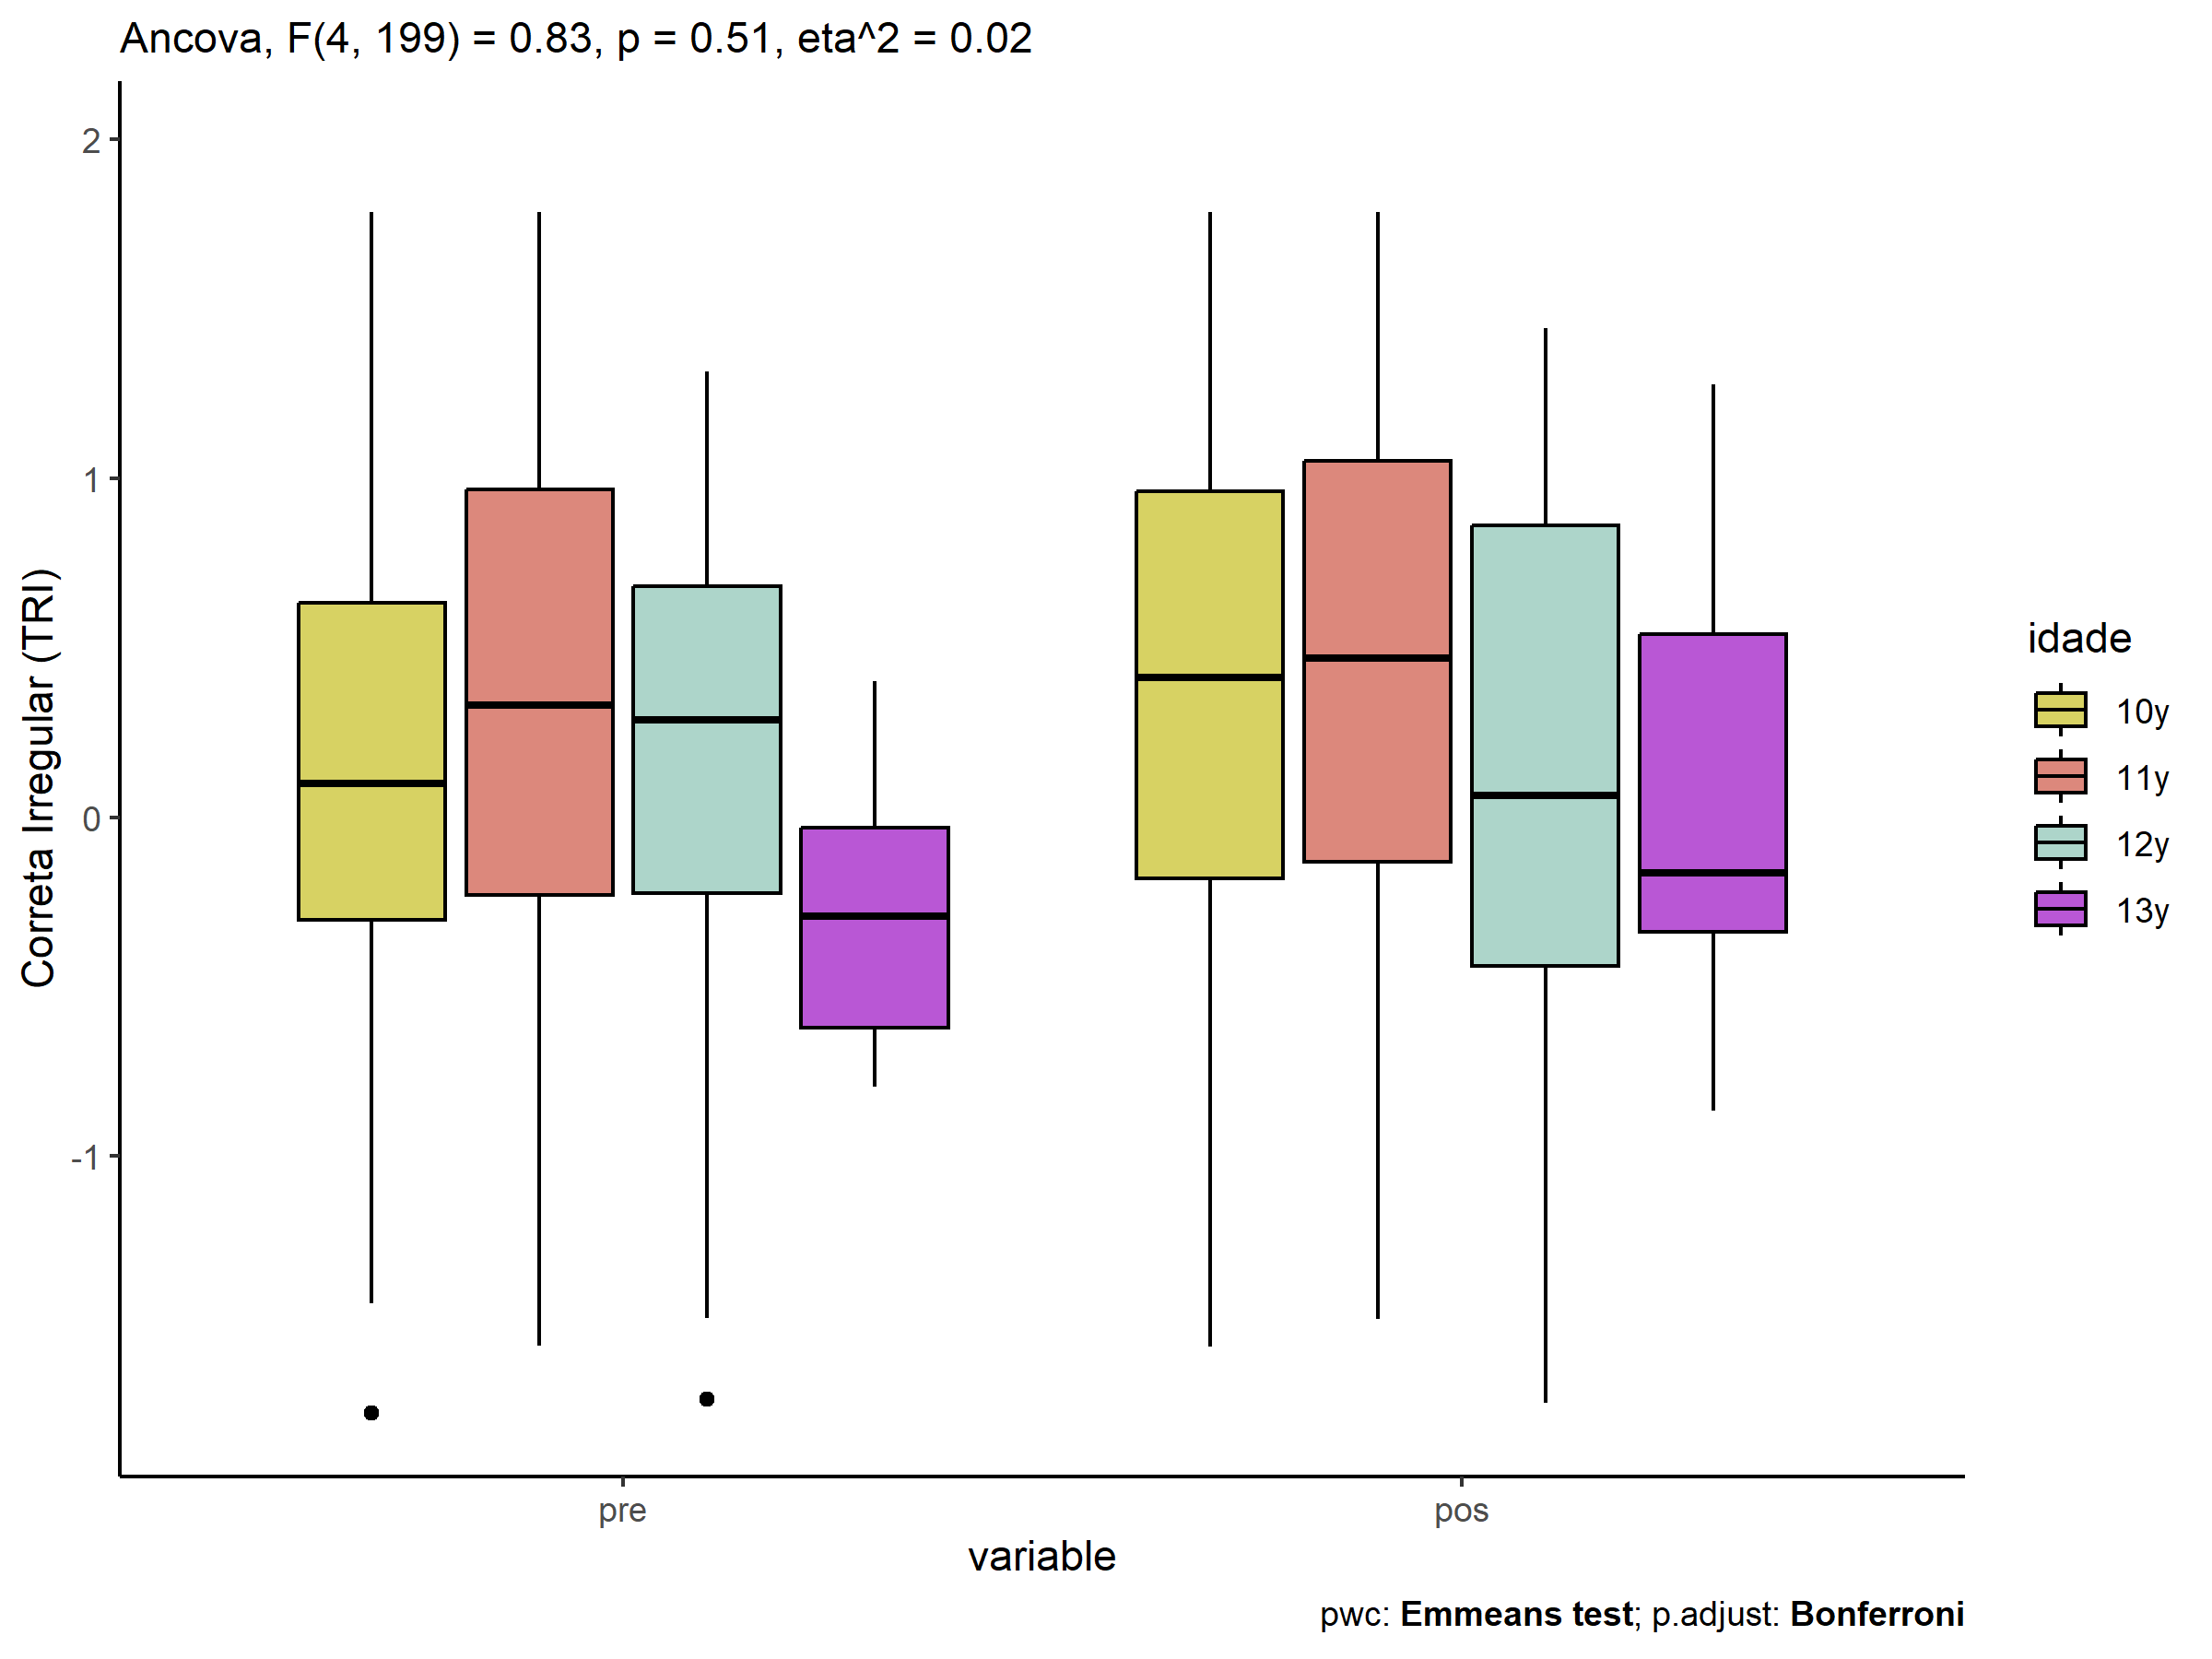 Ancova, F(4, 199) = 0.83, p = 0.51, eta^2 = 0.02
Correta Irregular (TRI)
2
1
0
-1
pre
pos
variable
idade
10y
11y
12y
13y
pwc: Emmeans test; p.adjust: Bonferroni